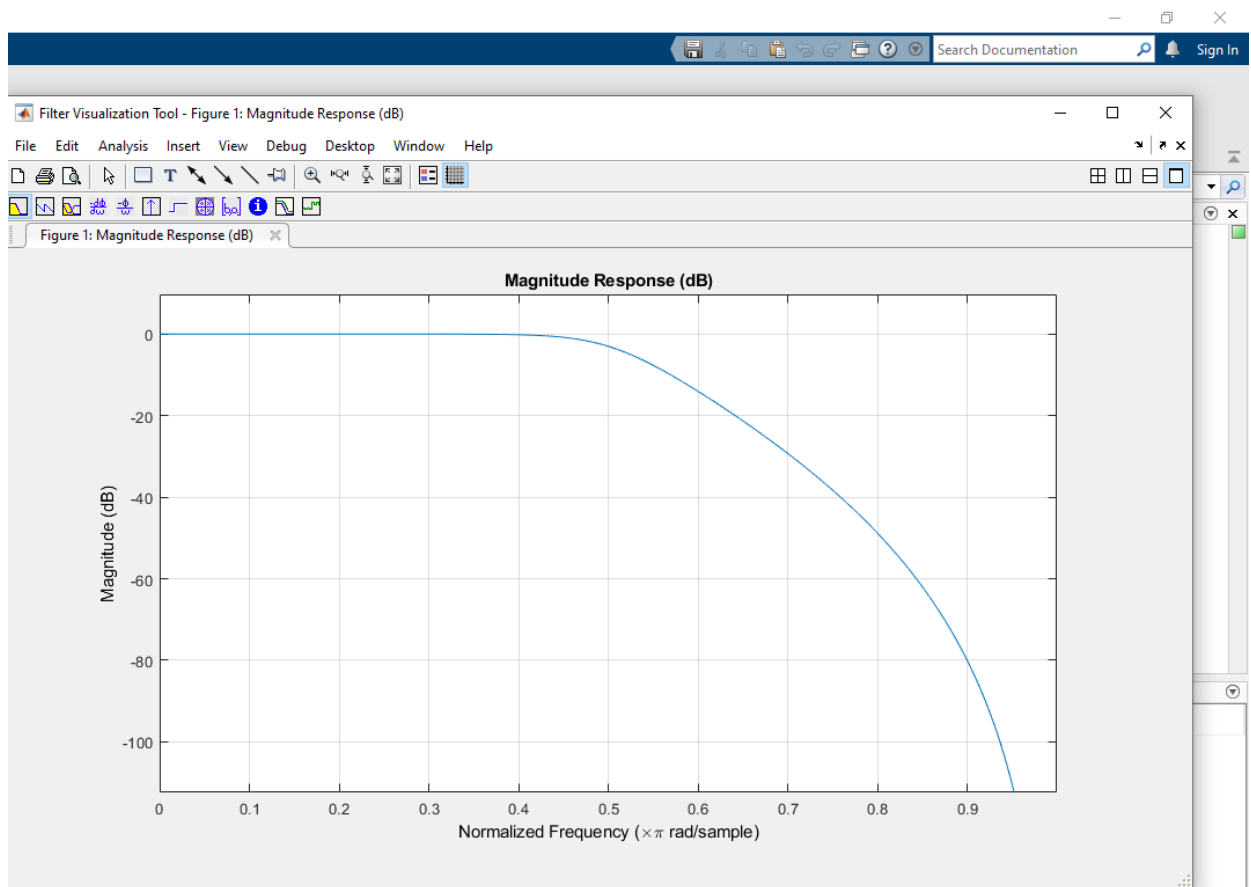 Search Documentation
Sign In
Filter Visualization Tool - Figure 1: Magnitude Response (dB)
File Edit Analysis Insert View Debug Desktop Window Help
Figure 1: Magnitude Response (dB)
Magnitude Response (dB)
Magnitude (dB)
0
-20
-40
-60
-80
-100
0 0.1 0.2 0.3 0.4 0.5 0.6 0.7 0.8 0.9
Normalized Frequency (×π rad/sample)